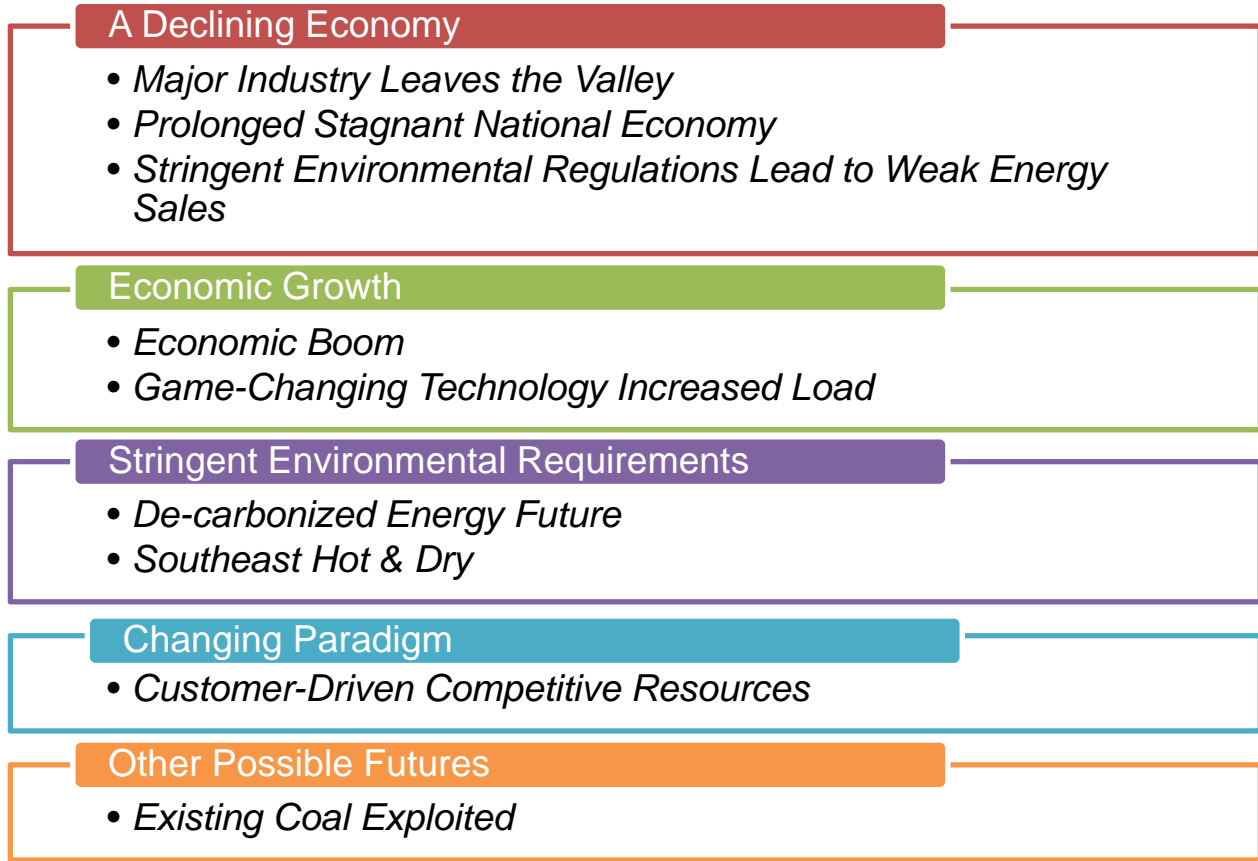 A Declining Economy
• Major Industry Leaves the Valley
• Prolonged Stagnant National Economy
• Stringent Environmental Regulations Lead to Weak Energy
Sales
Economic Growth
• Economic Boom
• Game-Changing Technology Increased Load
Stringent Environmental Requirements
• De-carbonized Energy Future
• Southeast Hot & Dry
Changing Paradigm
• Customer-Driven Competitive Resources
Other Possible Futures
• Existing Coal Exploited